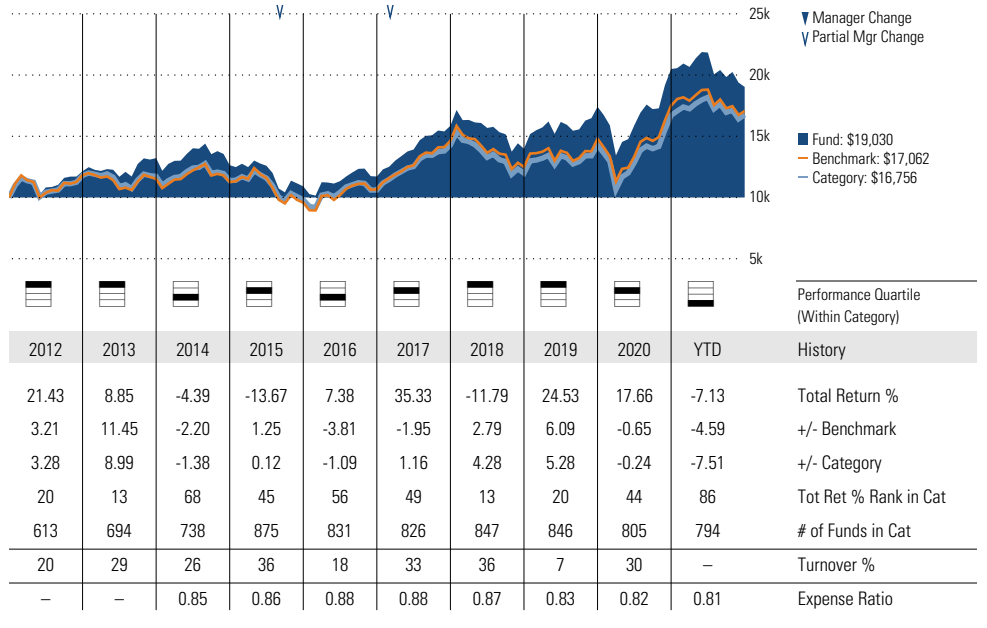 25k
20k
15k
10k
5k
Manager Change
Partial Mgr Change
Fund: $19,030
Benchmark: $17,062
Category: $16,756
Performance Quartile
(Within Category)
2012 2013 2014 2015 2016 2017 2018 2019 2020 YTD History
21.43 8.85 -4.39 -13.67 7.38 35.33 -11.79 24.53 17.66 -7.13 Total Return %
3.21 11.45 -2.20 1.25 -3.81 -1.95 2.79 6.09 -0.65 -4.59 +/- Benchmark
3.28 8.99 -1.38 0.12 -1.09 1.16 4.28 5.28 -0.24 -7.51 +/- Category
20 13 68 45 56 49 13 20 44 86 Tot Ret % Rank in Cat
613 694 738 875 831 826 847 846 805 794 # of Funds in Cat
20 29 26 36 18 33 36 7 30 – Turnover %
– – 0.85 0.86 0.88 0.88 0.87 0.83 0.82 0.81 Expense Ratio